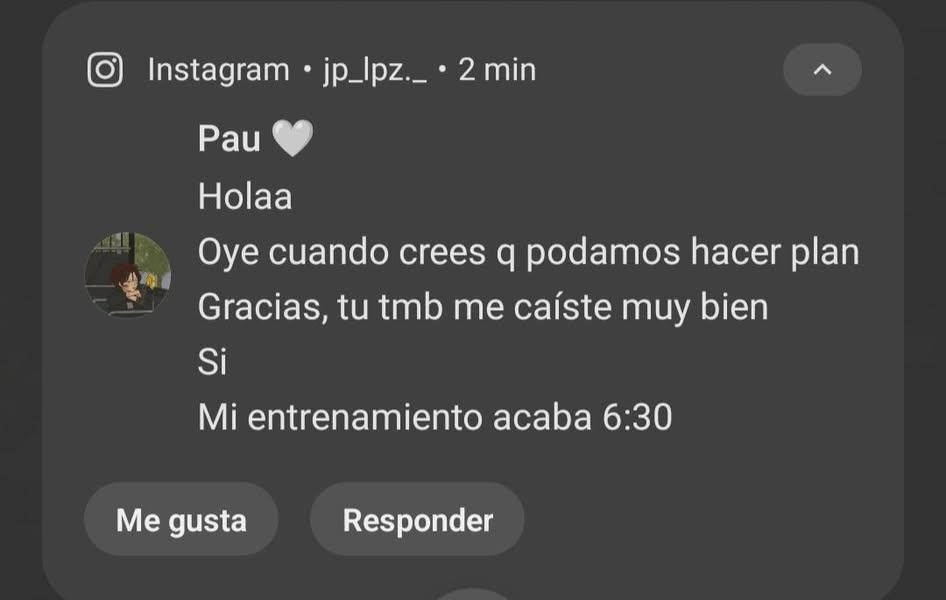 Instagram • jp_lpz._ • 2 min
Pau 🤍
Holaa
Oye cuando crees q podamos hacer plan
Gracias, tu tmb me caíste muy bien
Si
Mi entrenamiento acaba 6:30
Me gusta
Responder